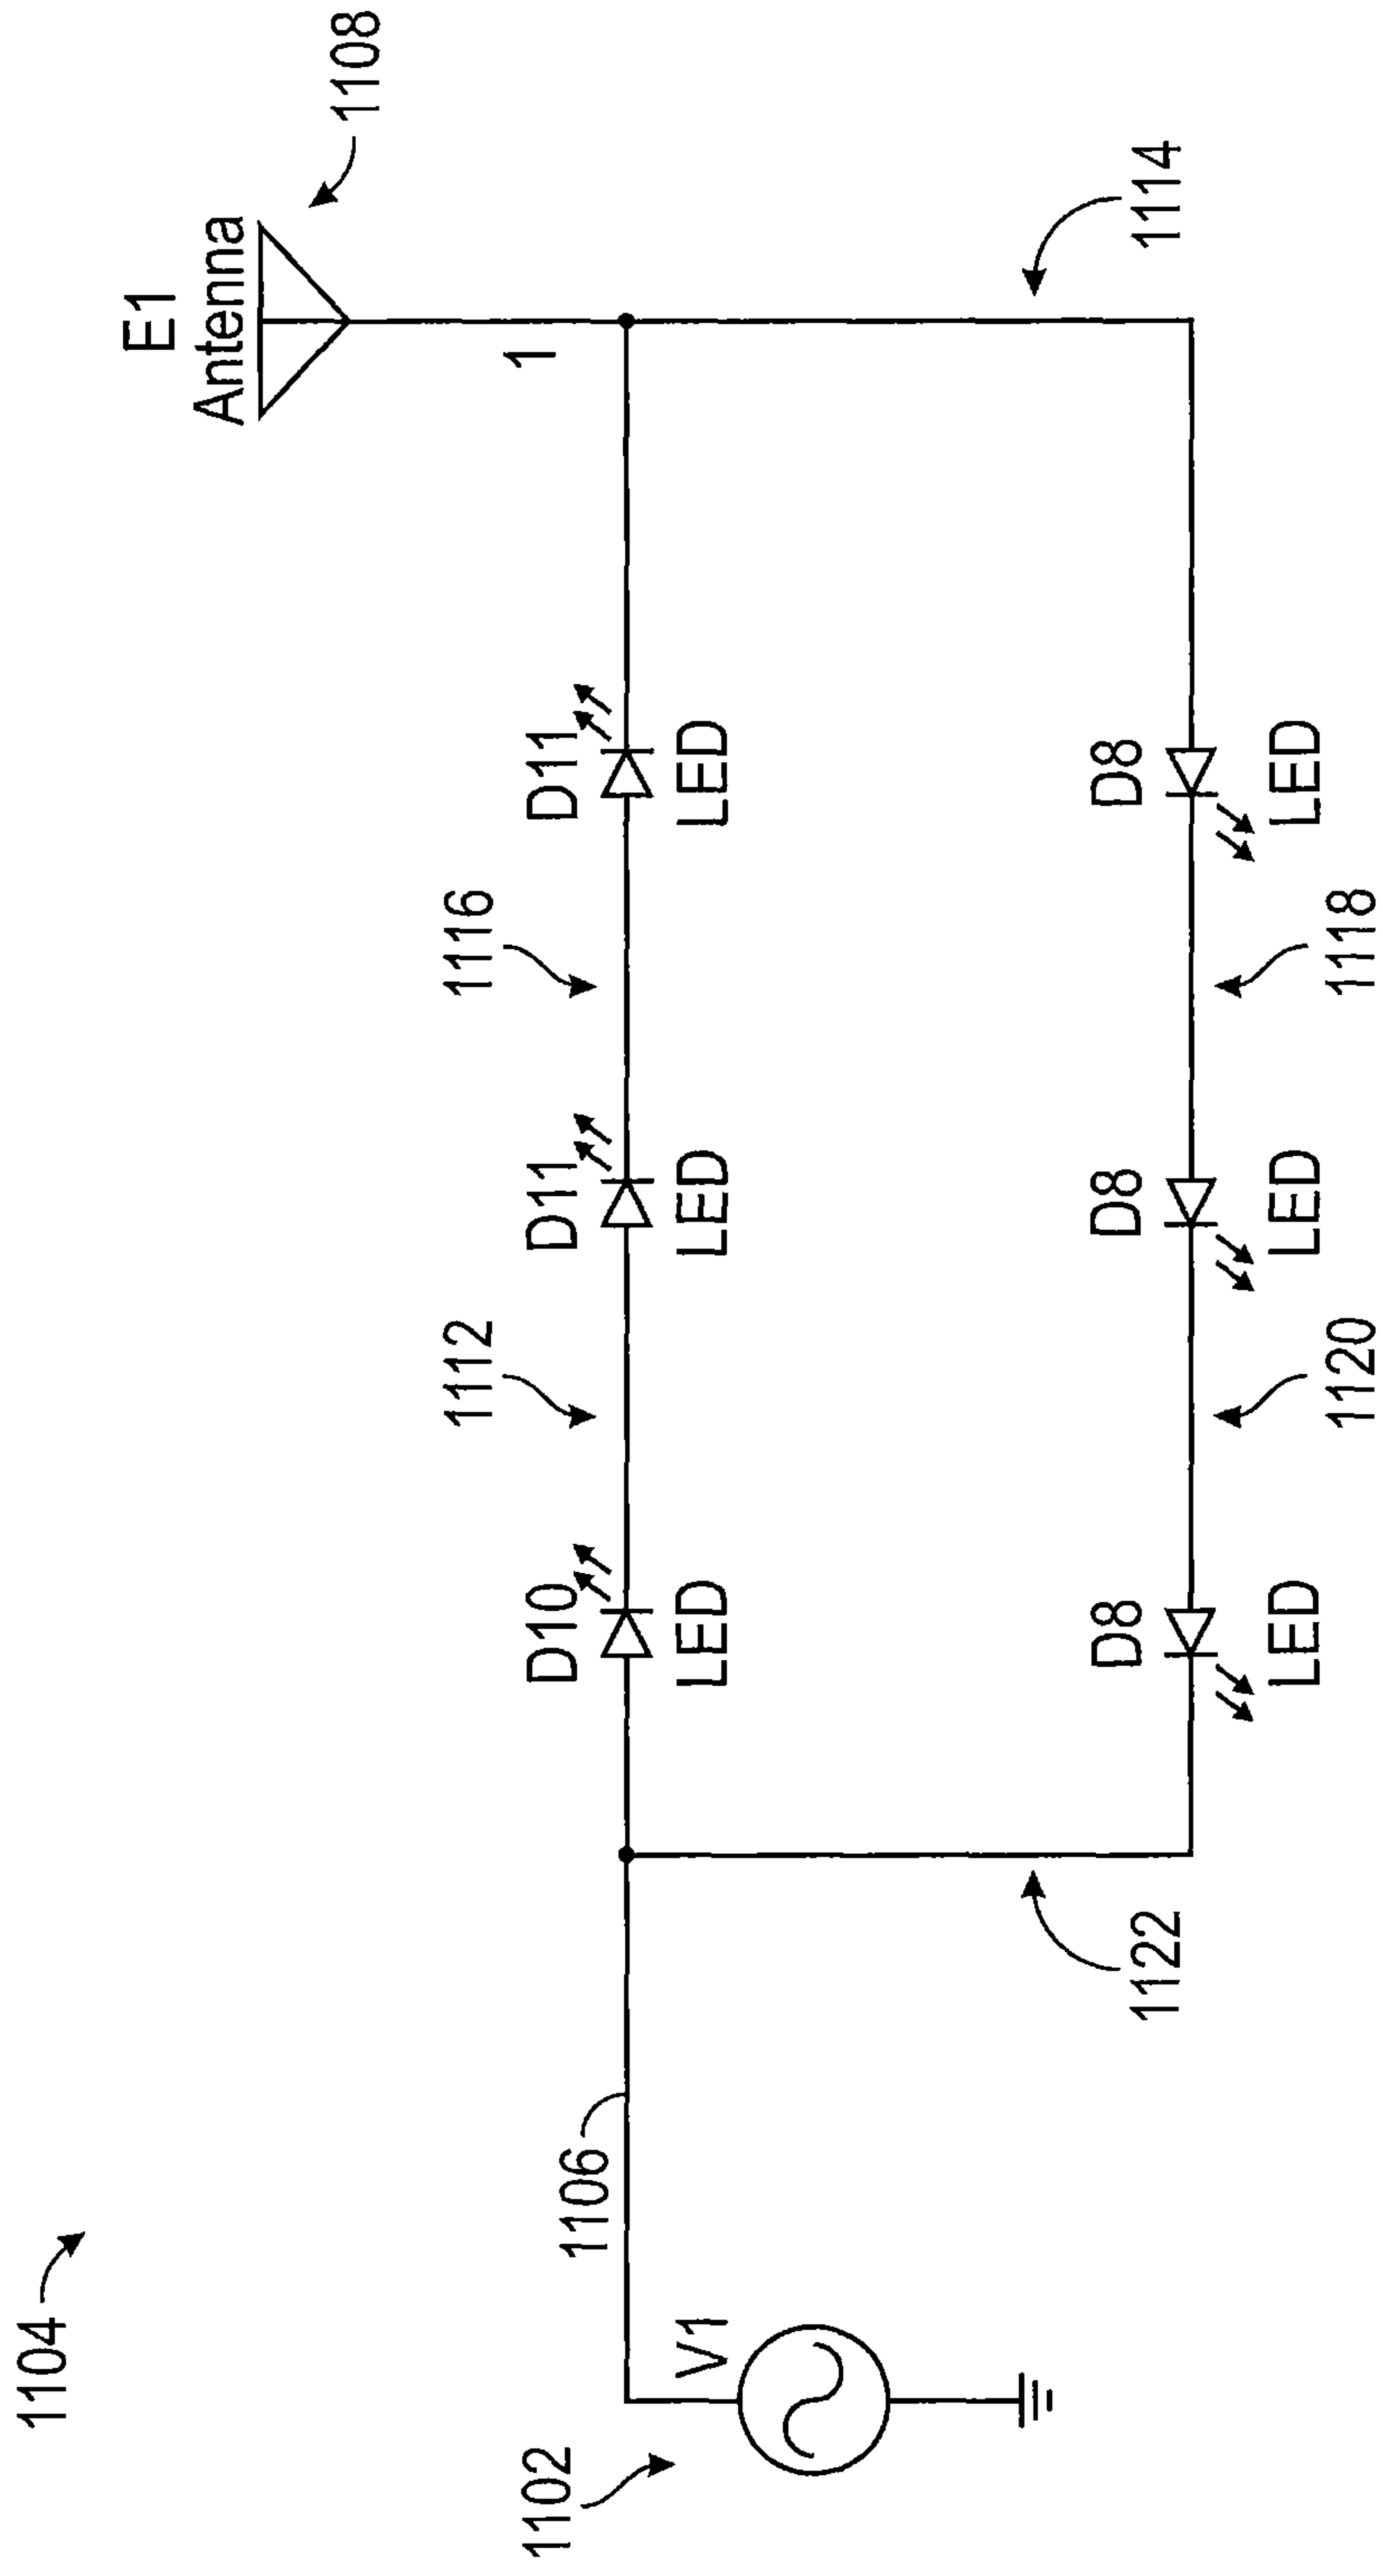 1104
1102
V1
1106
1122
D10
LED
1112
D11
LED
1116
D11
LED
1
E1
Antenna
1108
1114
D8
LED
1120
D8
LED
1118
D8
LED